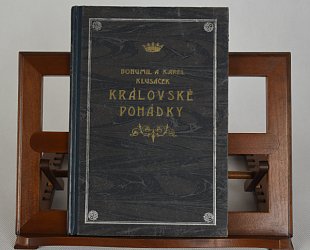 BOHUMIL A KAREL
KLUSÁČEK
KRÁLOVSKÉ
POHÁDKY